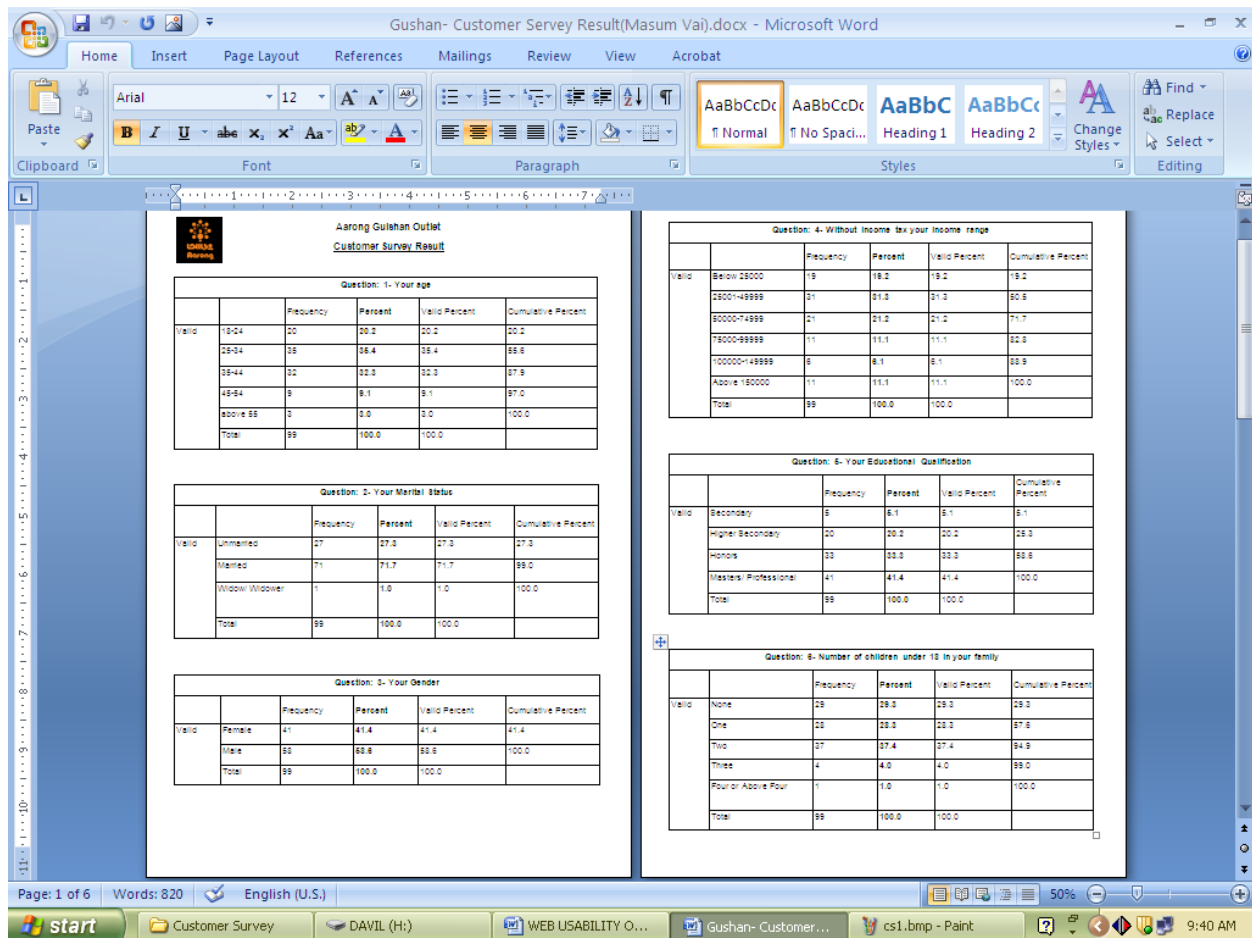 Gushan- Customer Servey Result(Masum Vai).docx - Microsoft Word
Home Insert Page Layout References Mailings Review View Acrobat
Paste
Arial 12
AaBbCcDc AaBbCcDc AaBbC AaBbCc
¶ Normal ¶ No Spaci... Heading 1 Heading 2
Change Styles
Find
Replace
Select
Clipboard Font Paragraph Styles Editing
Aarong Gulshan Outlet
Customer Survey Result
Aarong
Question: 1- Your age
Frequency Percent Valid Percent Cumulative Percent
Valid 18-24 20 20.2 20.2 20.2
25-34 35 35.4 35.4 55.6
35-44 32 32.3 32.3 87.9
45-54 9 9.1 9.1 97.0
above 55 3 3.0 3.0 100.0
Total 99 100.0 100.0
Question: 2- Your Marital Status
Frequency Percent Valid Percent Cumulative Percent
Valid Unmarried 27 27.3 27.3 27.3
Married 71 71.7 71.7 99.0
Widow/ Widower 1 1.0 1.0 100.0
Total 99 100.0 100.0
Question: 3- Your Gender
Frequency Percent Valid Percent Cumulative Percent
Valid Female 41 41.4 41.4 41.4
Male 58 58.6 58.6 100.0
Total 99 100.0 100.0
Question: 4- Without income tax your income range
Frequency Percent Valid Percent Cumulative Percent
Valid Below 25000 19 19.2 19.2 19.2
25001-49999 31 31.3 31.3 50.5
50000-74999 21 21.2 21.2 71.7
75000-99999 11 11.1 11.1 82.8
100000-149999 6 6.1 6.1 88.9
Above 150000 11 11.1 11.1 100.0
Total 99 100.0 100.0
Question: 5- Your Educational Qualification
Frequency Percent Valid Percent Cumulative Percent
Valid Secondary 5 5.1 5.1 5.1
Higher Secondary 20 20.2 20.2 25.3
Honors 33 33.3 33.3 58.6
Masters/ Professional 41 41.4 41.4 100.0
Total 99 100.0 100.0
Question: 6- Number of children under 18 in your family
Frequency Percent Valid Percent Cumulative Percent
Valid None 29 29.3 29.3 29.3
One 28 28.3 28.3 57.6
Two 37 37.4 37.4 94.9
Three 4 4.0 4.0 99.0
Four or Above Four 1 1.0 1.0 100.0
Total 99 100.0 100.0
Page: 1 of 6 Words: 820 English (U.S.) 50%
start Customer Survey DAVIL (H:) WEB USABILITY O... Gushan- Customer... cs1.bmp - Paint 9:40 AM